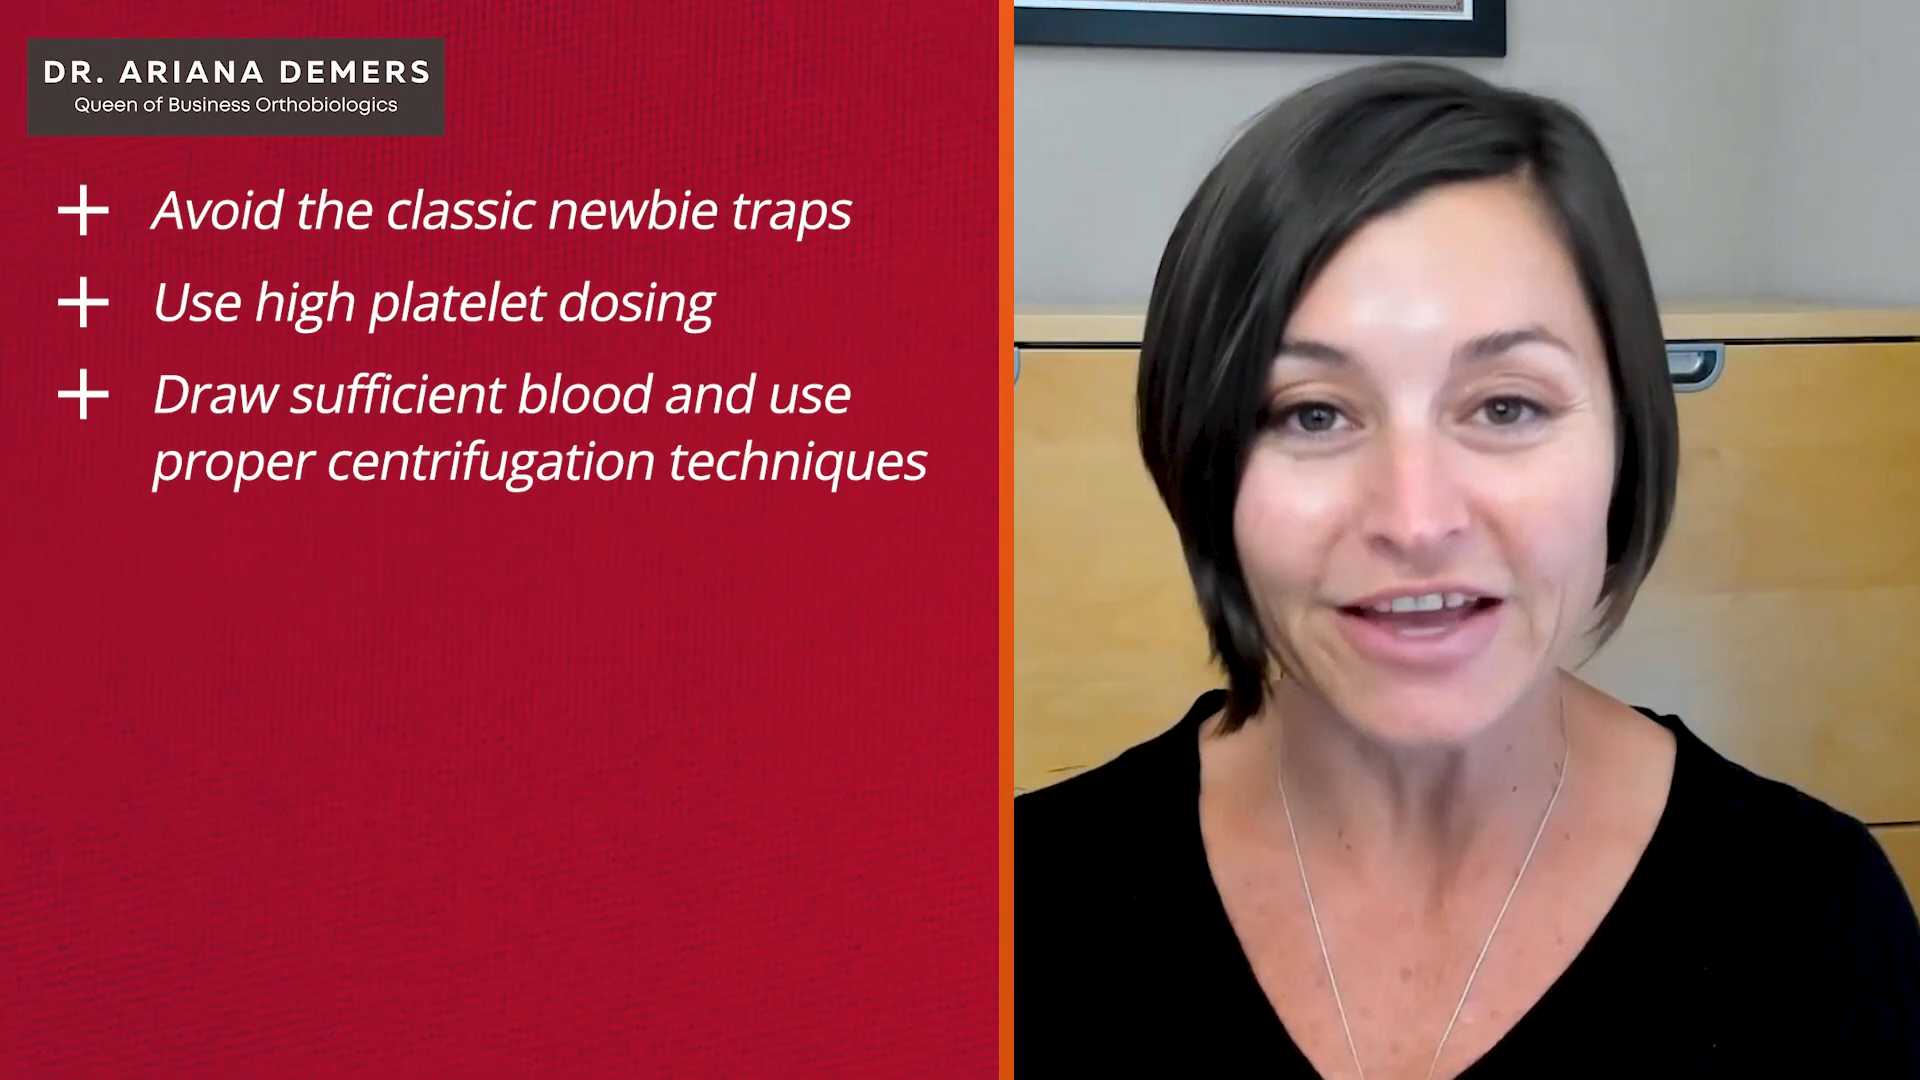 DR. ARIANA DEMERS
Queen of Business Orthobiologics
Avoid the classic newbie traps
Use high platelet dosing
Draw sufficient blood and use
proper centrifugation techniques